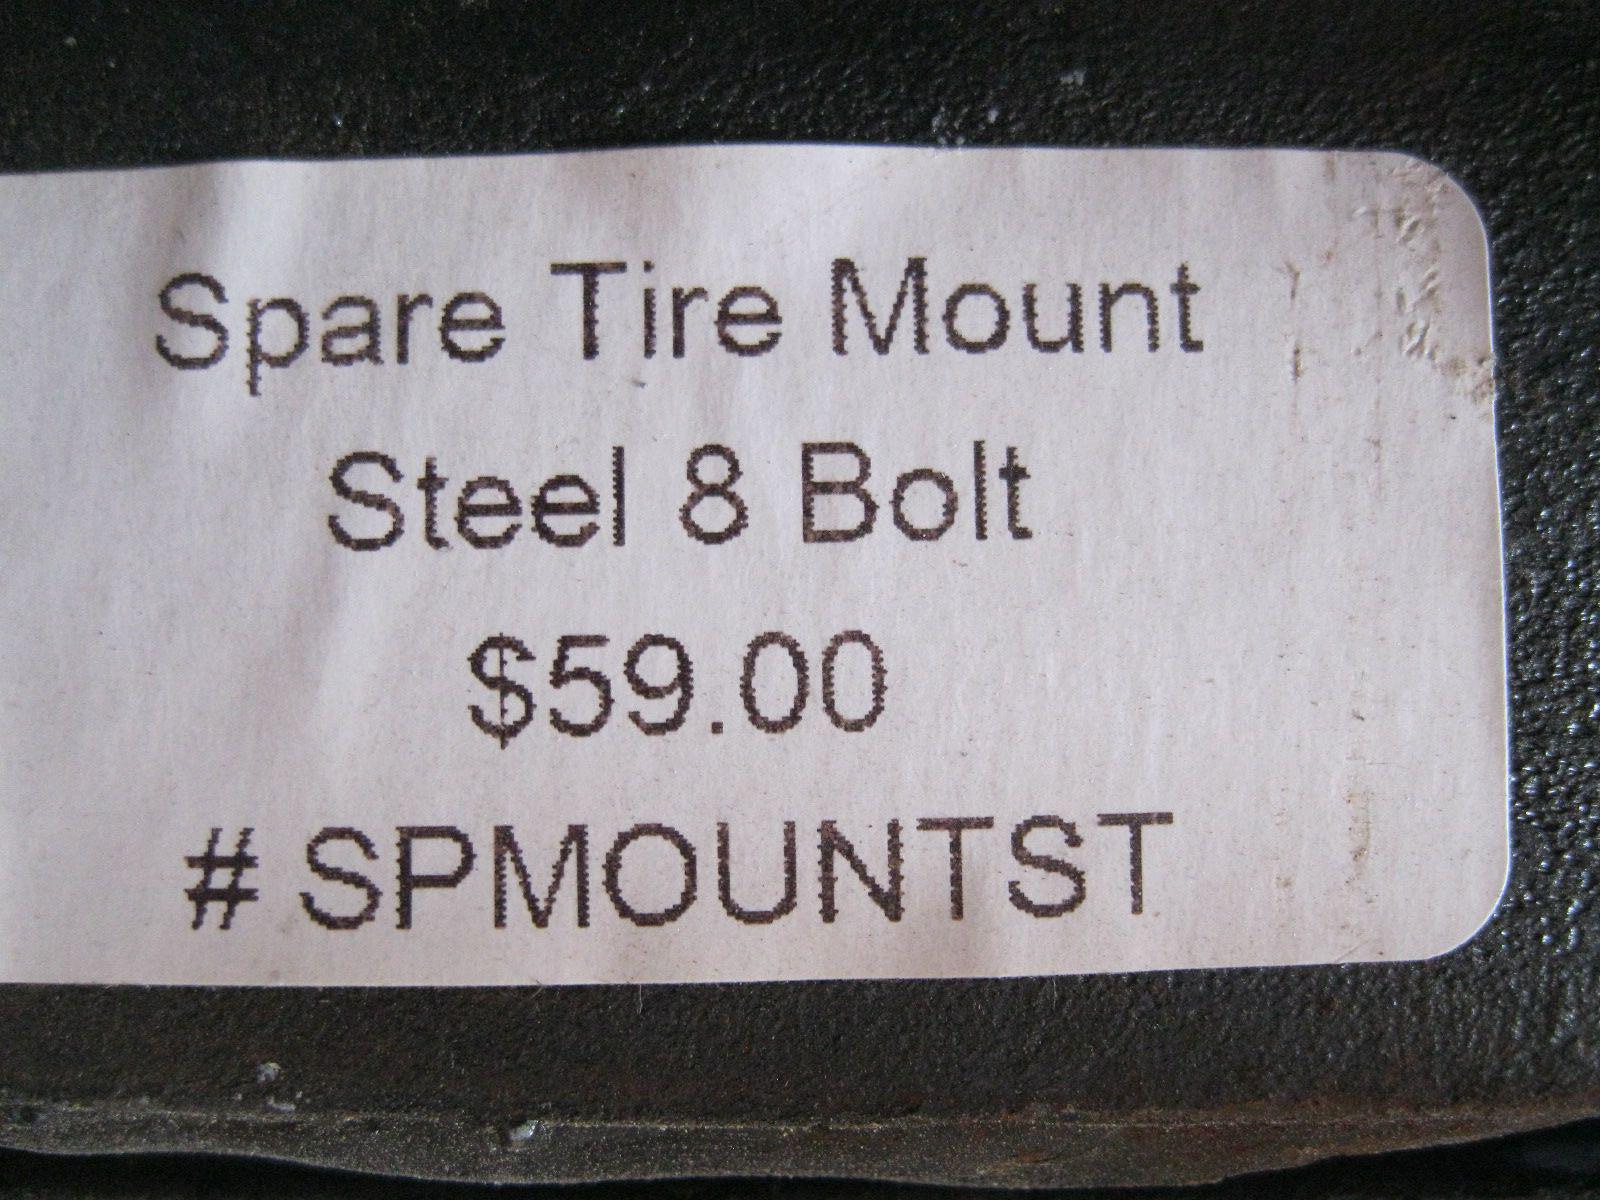 Spare Tire Mount
Steel 8 Bolt
$59.00
# SPMOUNTST